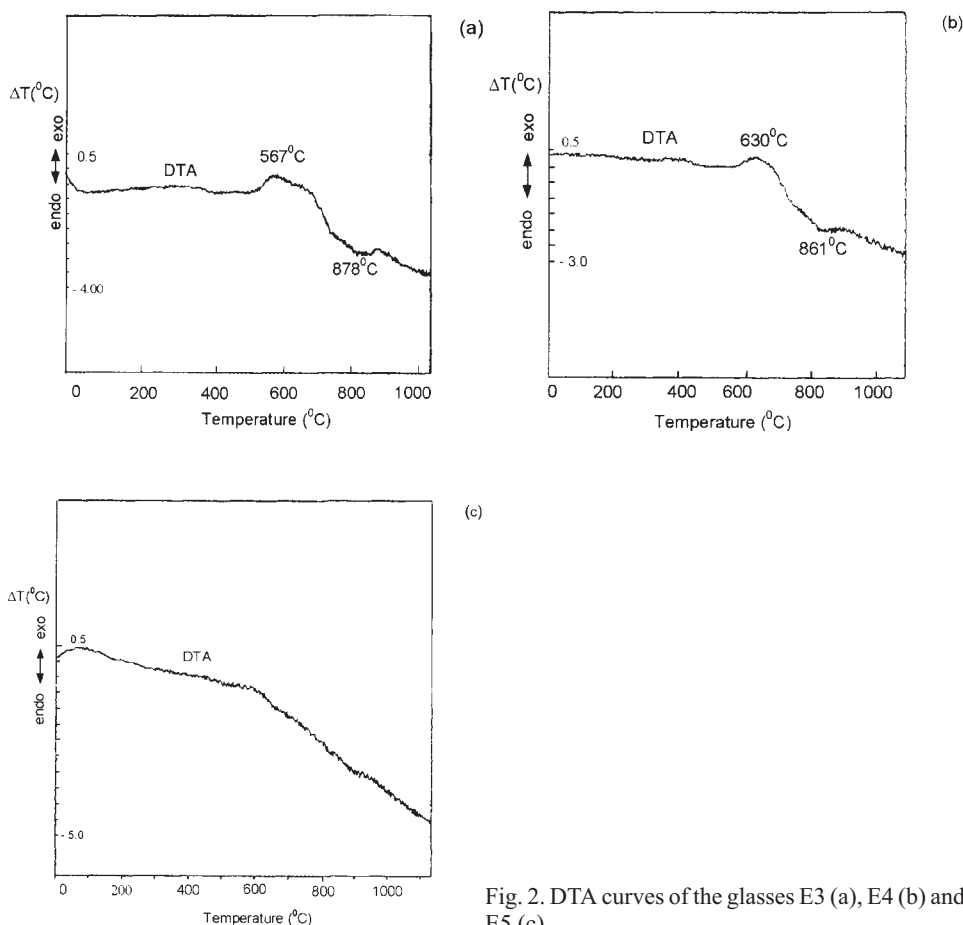 (a)
ΔT(⁰C)
exo
endo
0.5
DTA
567⁰C
878⁰C
- 4.00
0 200 400 600 800 1000
Temperature (⁰C)
(b)
ΔT(⁰C)
exo
endo
0.5
DTA
630⁰C
861⁰C
- 3.0
0 200 400 600 800 1000
Temperature (⁰C)
(c)
ΔT(⁰C)
exo
endo
0.5
DTA
- 5.0
0 200 400 600 800 1000
Temperature (⁰C)
Fig. 2. DTA curves of the glasses E3 (a), E4 (b) and
E5 (c)